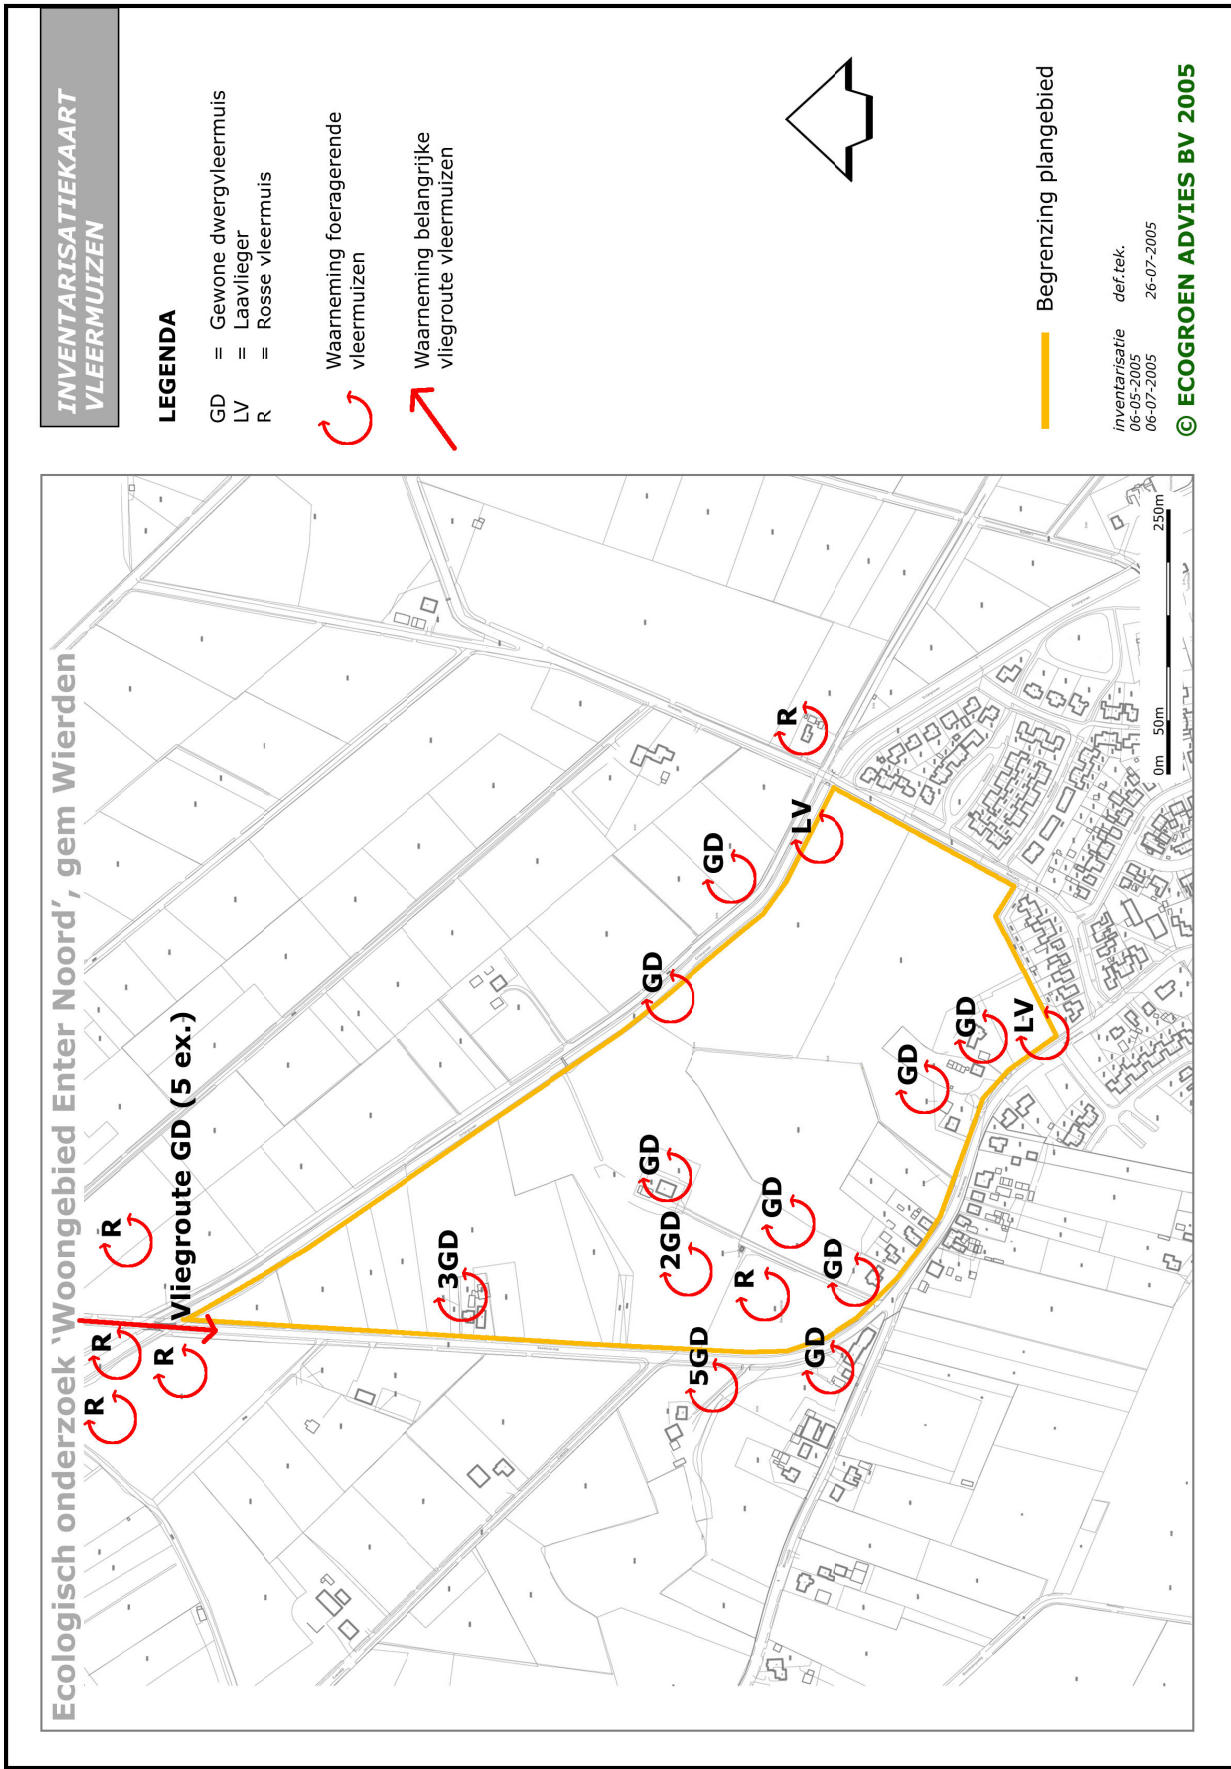 INVENTARISATIEKAART
VLEERMUIZEN
LEGENDA
GD = Gewone dwergvleermuis
LV = Laavlieger
R = Rosse vleermuis
Waarneming foeragerende
vleermuizen
Waarneming belangrijke
vliegroute vleermuizen
Begrenzing plangebied
inventarisatie def.tek.
06-05-2005
06-07-2005 26-07-2005
© ECOGROEN ADVIES BV 2005
Ecologisch onderzoek 'Woongebied Enter Noord', gem Wierden
Vliegroute GD (5 ex.)
R
R
R
R
3GD
GD
2GD
GD
R
GD
5GD
GD
GD
GD
LV
GD
GD
LV
R
0m 50m 250m